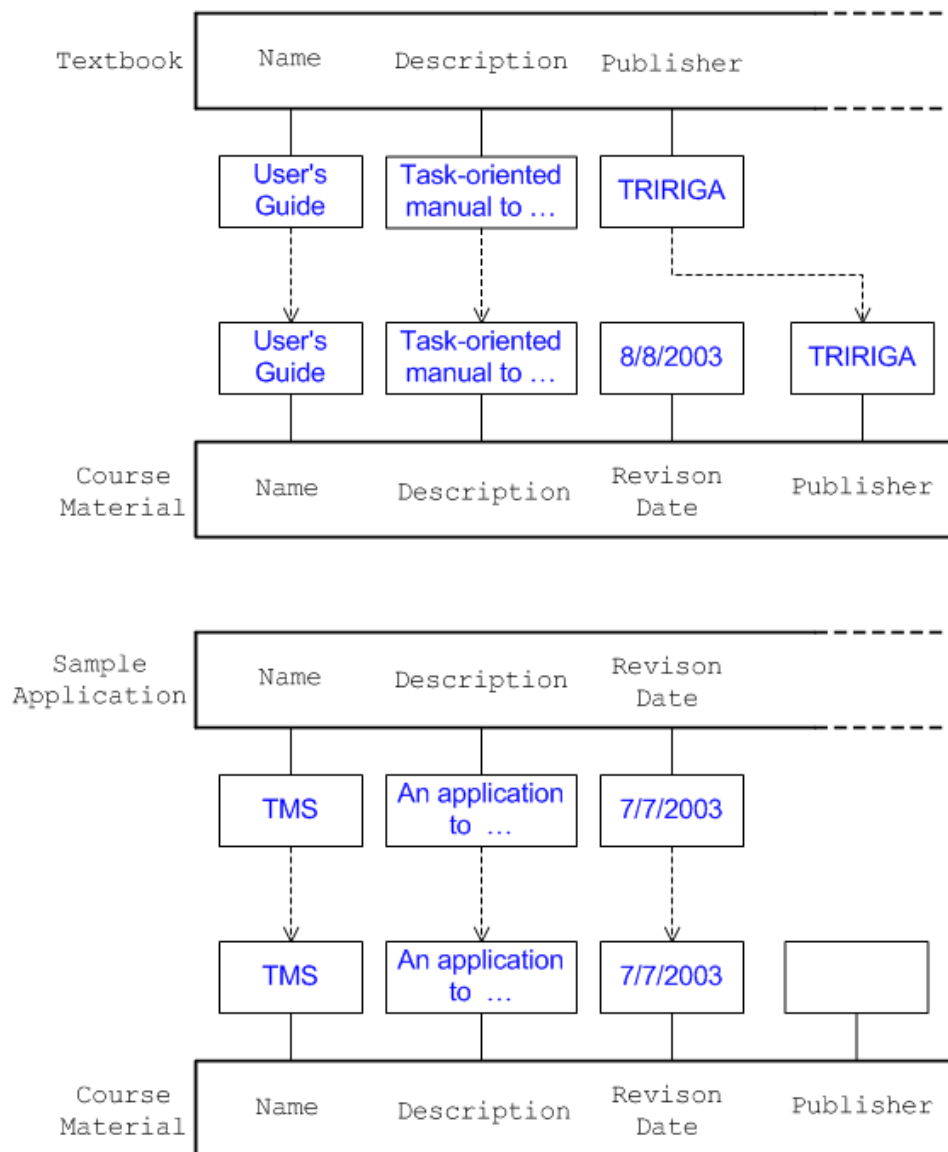 Textbook
Name
Description
Publisher
User's
Guide
Task-oriented
manual to …
TRIRIGA
User's
Guide
Task-oriented
manual to …
8/8/2003
TRIRIGA
Course
Material
Name
Description
Revison
Date
Publisher
Sample
Application
Name
Description
Revison
Date
TMS
An application
to …
7/7/2003
TMS
An application
to …
7/7/2003
Course
Material
Name
Description
Revison
Date
Publisher